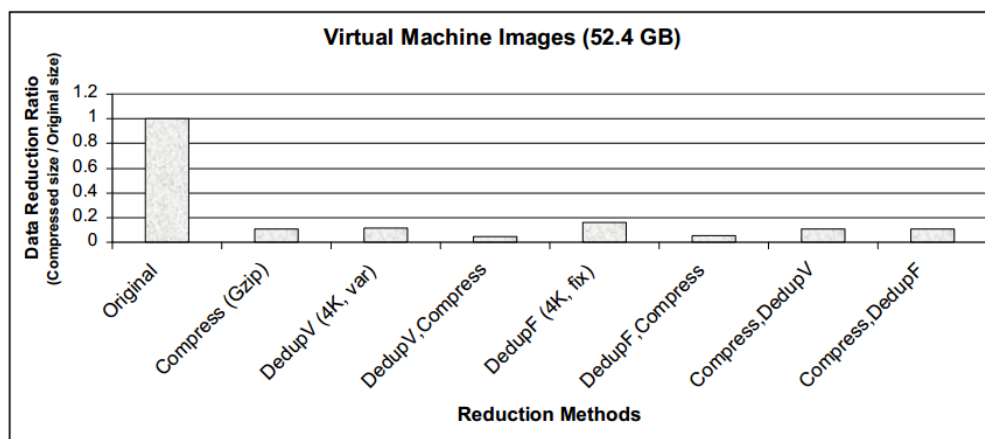 Virtual Machine Images (52.4 GB)
Data Reduction Ratio
(Compressed size / Original size)
1.2
1
0.8
0.6
0.4
0.2
0
Original
Compress (Gzip)
DedupV (4K, var)
DedupV,Compress
DedupF (4K, fix)
DedupF,Compress
Compress,DedupV
Compress,DedupF
Reduction Methods